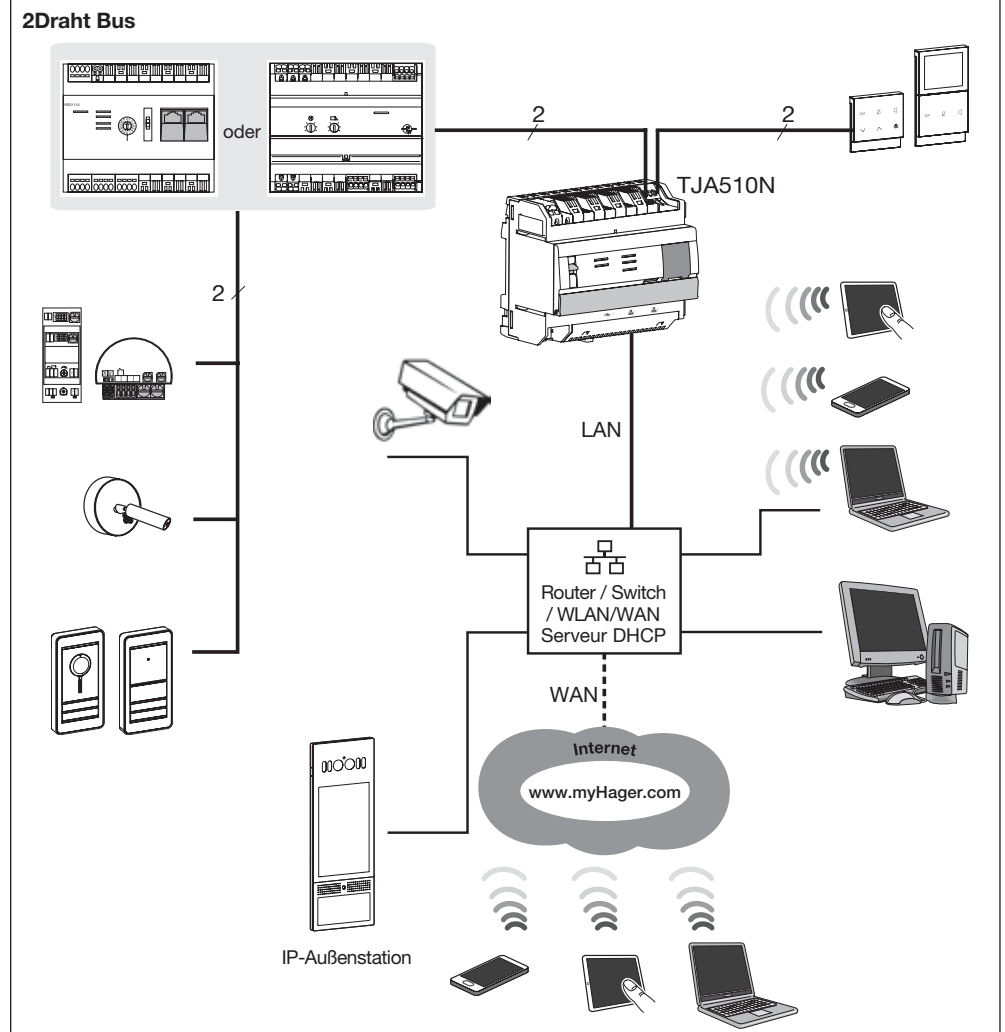 2Draht Bus
oder
2
2
TJA510N
2
LAN
Router / Switch
/ WLAN/WAN
Serveur DHCP
WAN
Internet
www.myHager.com
IP-Außenstation